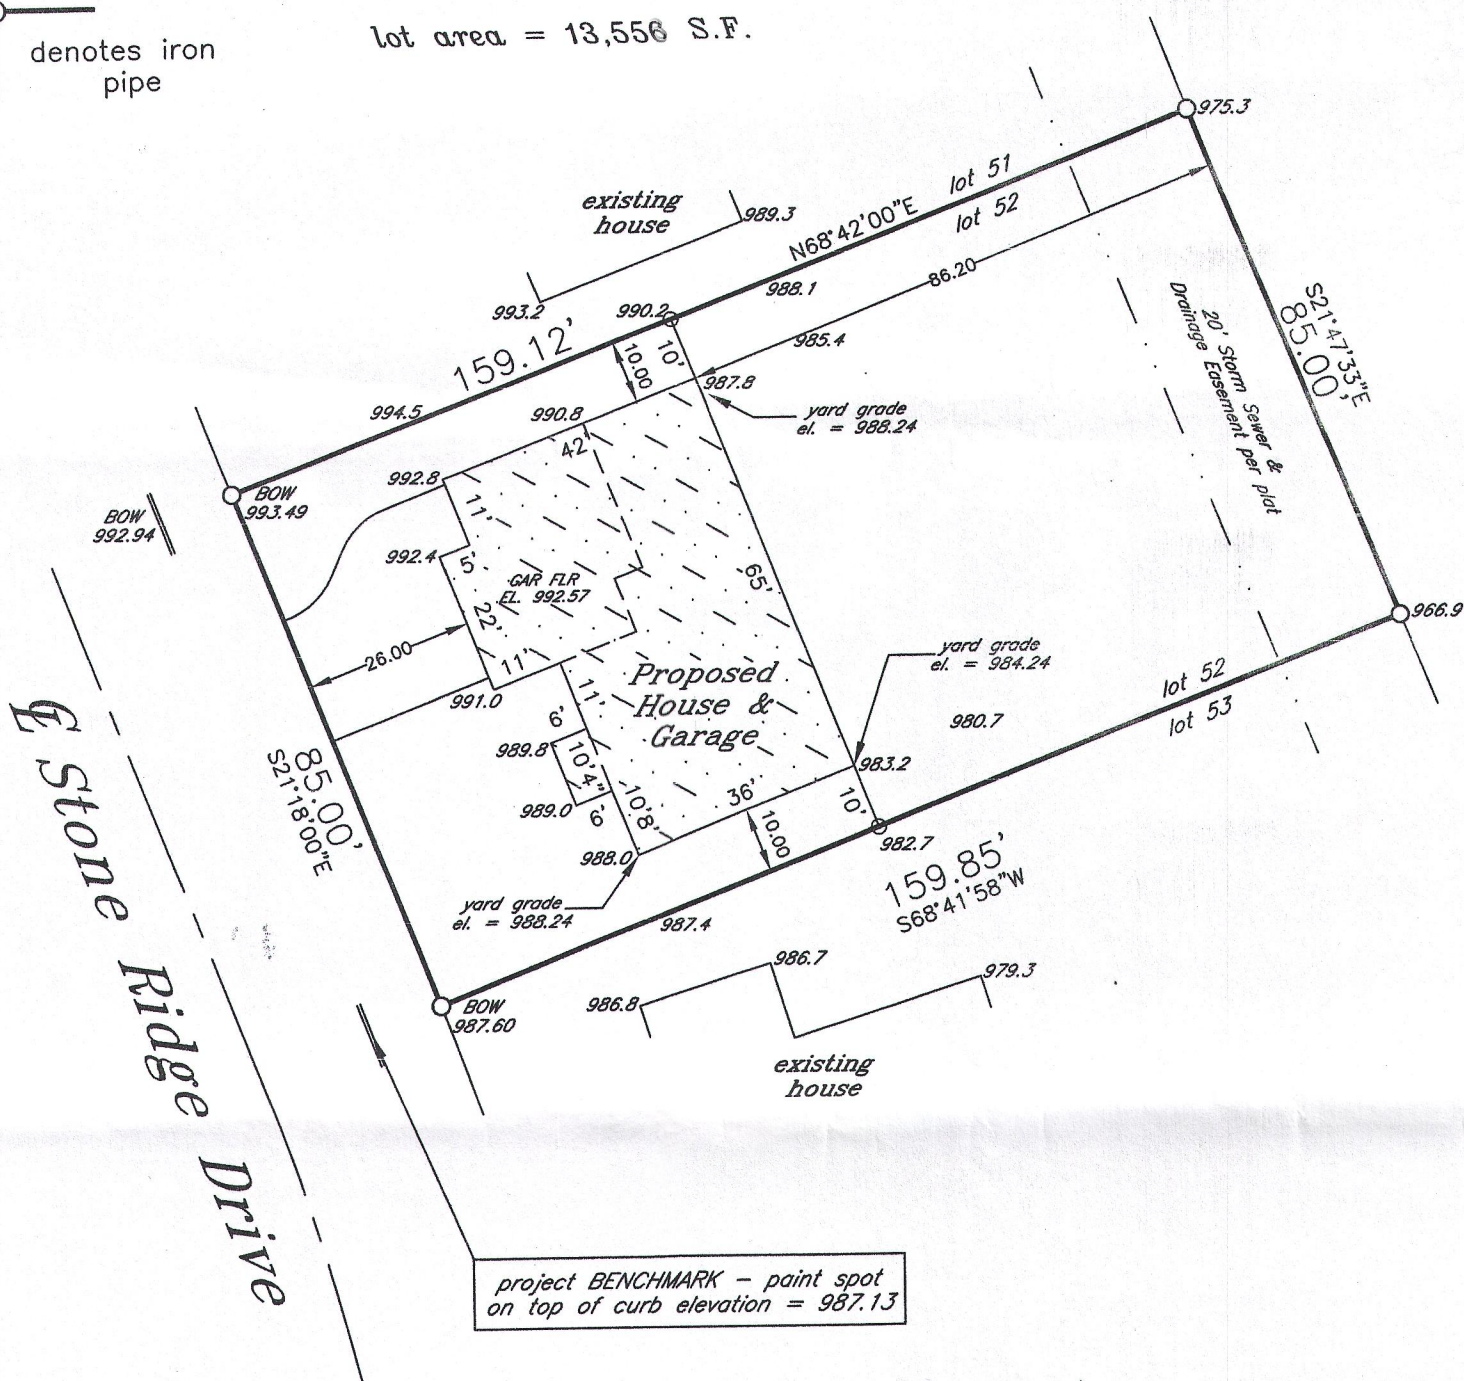 denotes iron
pipe
lot area = 13,556 S.F.
975.3
lot 51
lot 52
N68°42'00"E
existing
house
989.3
993.2
990.2
988.1
86.20
985.4
159.12'
10.00
10'
987.8
yard grade
el. = 988.24
20' Storm Sewer &
Drainage Easement per plat
S21°47'33"E
85.00'
994.5
990.8
42'
992.8
11'
BOW
993.49
BOW
992.94
992.4
5'
GAR FLR
EL. 992.57
22'
65'
966.9
26.00
11'
991.0
yard grade
el. = 984.24
Proposed
House &
Garage
11'
6'
989.8
10'4"
989.0
6'
10'8"
36'
980.7
983.2
lot 52
lot 53
10'
10.00
982.7
988.0
85.00'
S21°18'00"E
159.85'
S68°41'58"W
yard grade
el. = 988.24
987.4
BOW
987.60
986.7
979.3
986.8
existing
house
℄ Stone Ridge Drive
project BENCHMARK – paint spot
on top of curb elevation = 987.13